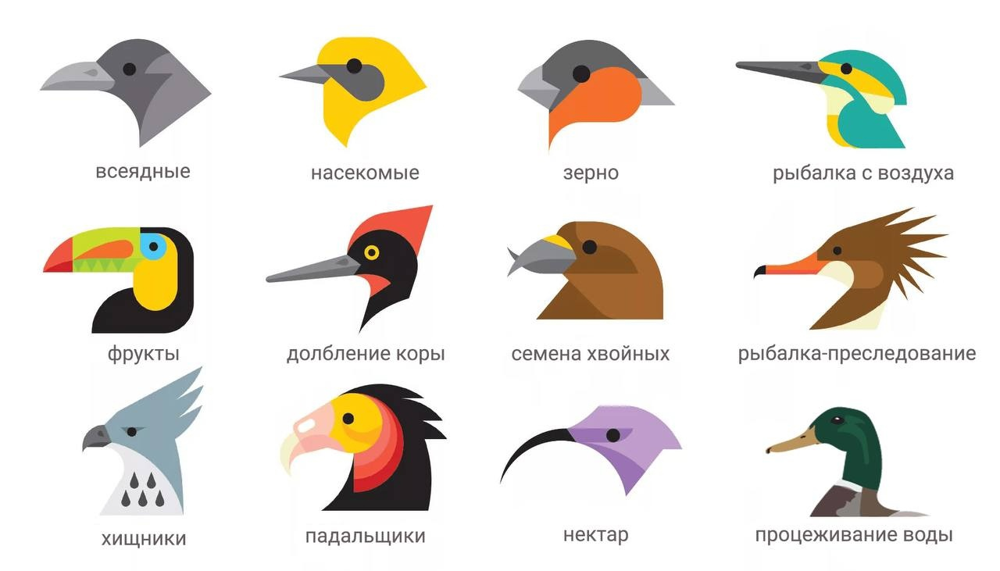 всеядные
насекомые
зерно
рыбалка с воздуха
фрукты
долбление коры
семена хвойных
рыбалка-преследование
хищники
падальщики
нектар
процеживание воды